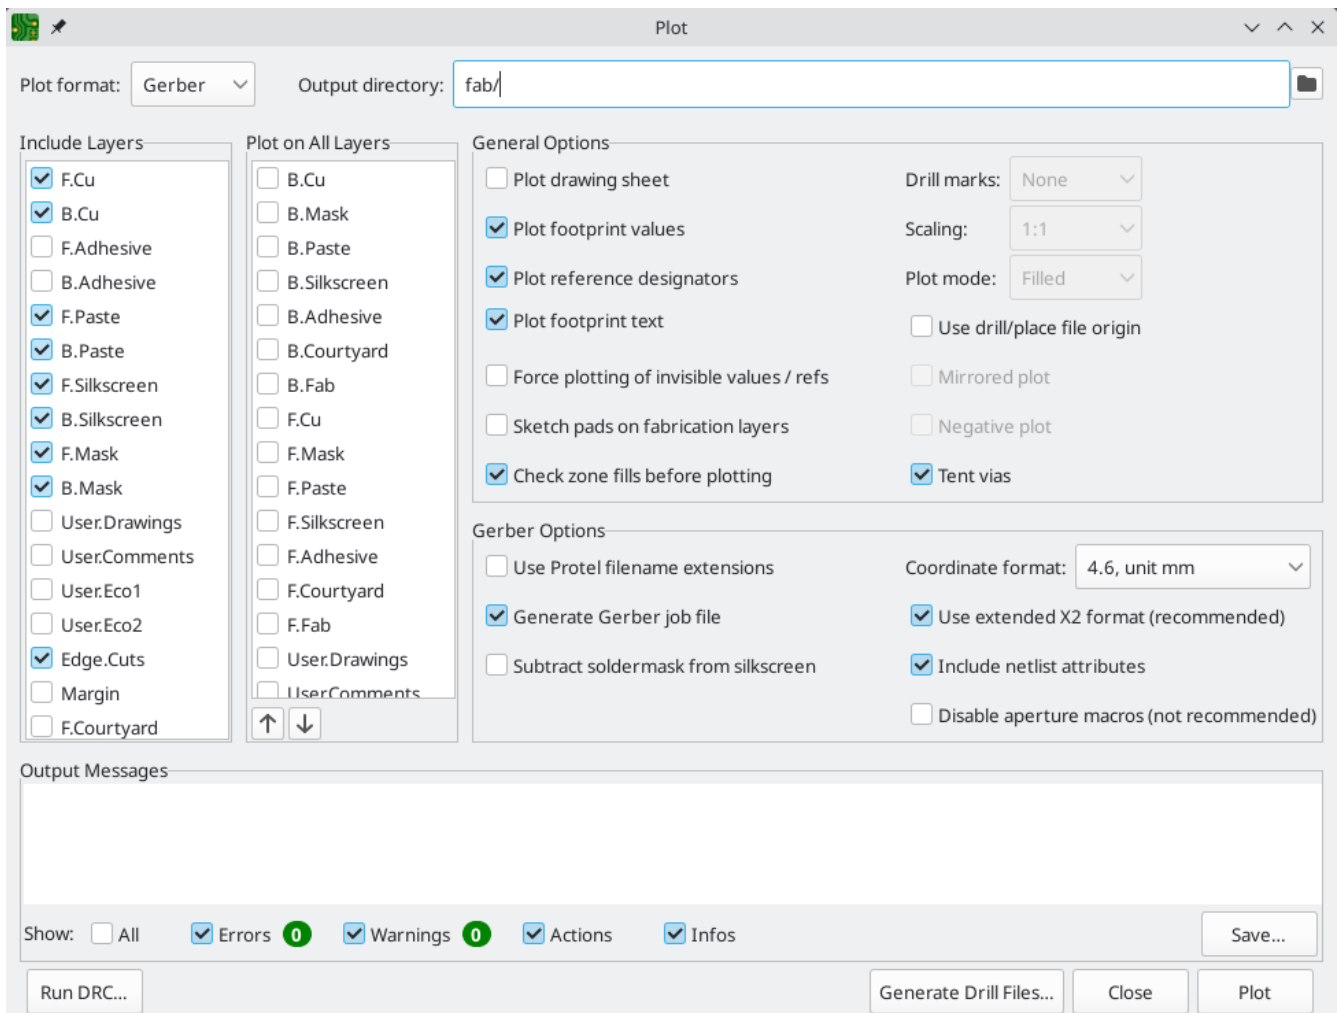 Plot
Plot format: Gerber Output directory: fab/
Include Layers
F.Cu
B.Cu
F.Adhesive
B.Adhesive
F.Paste
B.Paste
F.Silkscreen
B.Silkscreen
F.Mask
B.Mask
User.Drawings
User.Comments
User.Eco1
User.Eco2
Edge.Cuts
Margin
F.Courtyard
Plot on All Layers
B.Cu
B.Mask
B.Paste
B.Silkscreen
B.Adhesive
B.Courtyard
B.Fab
F.Cu
F.Mask
F.Paste
F.Silkscreen
F.Adhesive
F.Courtyard
F.Fab
User.Drawings
User.Comments
General Options
Plot drawing sheet
Plot footprint values
Plot reference designators
Plot footprint text
Force plotting of invisible values / refs
Sketch pads on fabrication layers
Check zone fills before plotting
Drill marks: None
Scaling: 1:1
Plot mode: Filled
Use drill/place file origin
Mirrored plot
Negative plot
Tent vias
Gerber Options
Use Protel filename extensions
Generate Gerber job file
Subtract soldermask from silkscreen
Coordinate format: 4.6, unit mm
Use extended X2 format (recommended)
Include netlist attributes
Disable aperture macros (not recommended)
Output Messages
Show: All Errors 0 Warnings 0 Actions Infos Save...
Run DRC... Generate Drill Files... Close Plot